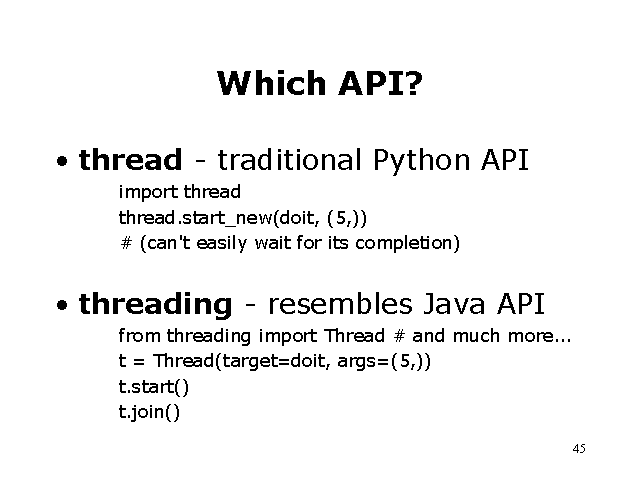 Which API?
• thread - traditional Python API
import thread
thread.start_new(doit, (5,))
# (can't easily wait for its completion)
• threading - resembles Java API
from threading import Thread # and much more...
t = Thread(target=doit, args=(5,))
t.start()
t.join()
45